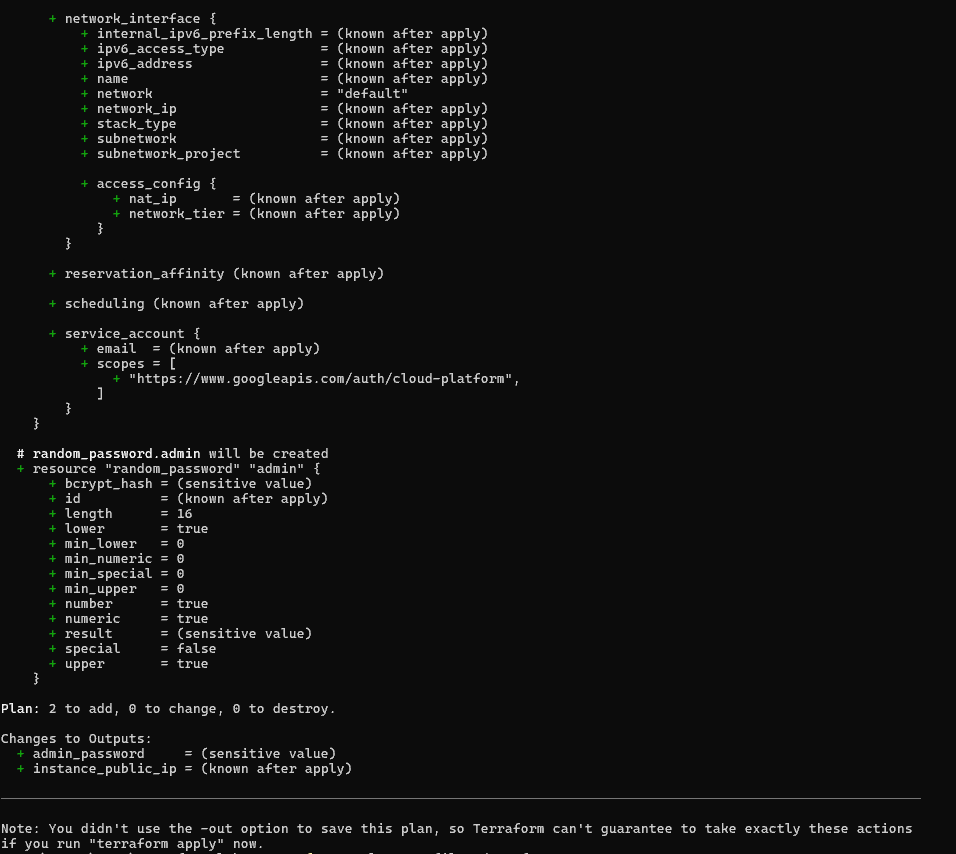 + network_interface {
+ internal_ipv6_prefix_length = (known after apply)
+ ipv6_access_type            = (known after apply)
+ ipv6_address                = (known after apply)
+ name                        = (known after apply)
+ network                     = "default"
+ network_ip                  = (known after apply)
+ stack_type                  = (known after apply)
+ subnetwork                  = (known after apply)
+ subnetwork_project          = (known after apply)
+ access_config {
+ nat_ip       = (known after apply)
+ network_tier = (known after apply)
}
}
+ reservation_affinity (known after apply)
+ scheduling (known after apply)
+ service_account {
+ email  = (known after apply)
+ scopes = [
+ "https://www.googleapis.com/auth/cloud-platform",
]
}
}
# random_password.admin will be created
+ resource "random_password" "admin" {
+ bcrypt_hash = (sensitive value)
+ id          = (known after apply)
+ length      = 16
+ lower       = true
+ min_lower   = 0
+ min_numeric = 0
+ min_special = 0
+ min_upper   = 0
+ number      = true
+ numeric     = true
+ result      = (sensitive value)
+ special     = false
+ upper       = true
}
Plan: 2 to add, 0 to change, 0 to destroy.
Changes to Outputs:
+ admin_password     = (sensitive value)
+ instance_public_ip = (known after apply)
Note: You didn't use the -out option to save this plan, so Terraform can't guarantee to take exactly these actions
if you run "terraform apply" now.